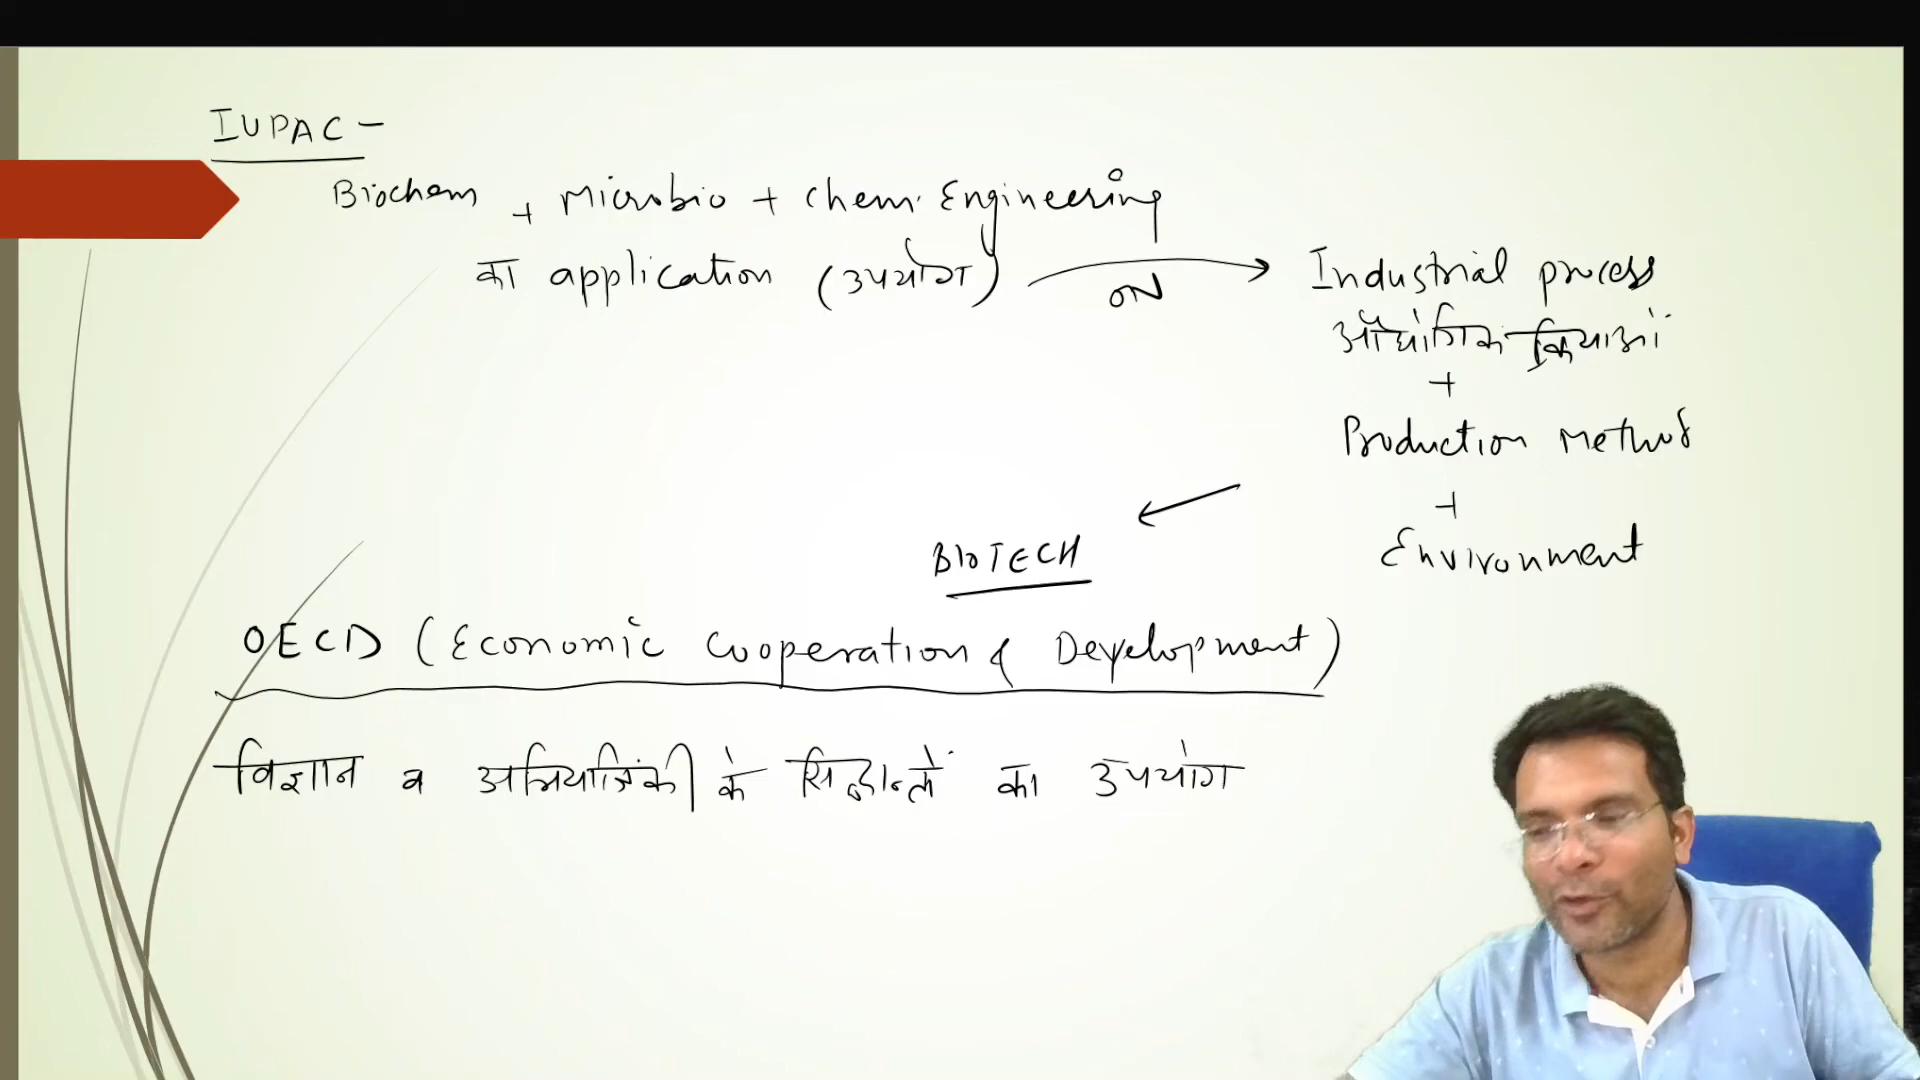 IUPAC -
Biochem + Microbio + Chem. Engineering
का application (उपयोग) ON → Industrial process
औद्योगिक क्रियाओं
+
Production Method
+
Environment
BIOTECH
OECD (Economic Cooperation & Development)
विज्ञान व अभियांत्रिकी के सिद्धान्तों का उपयोग